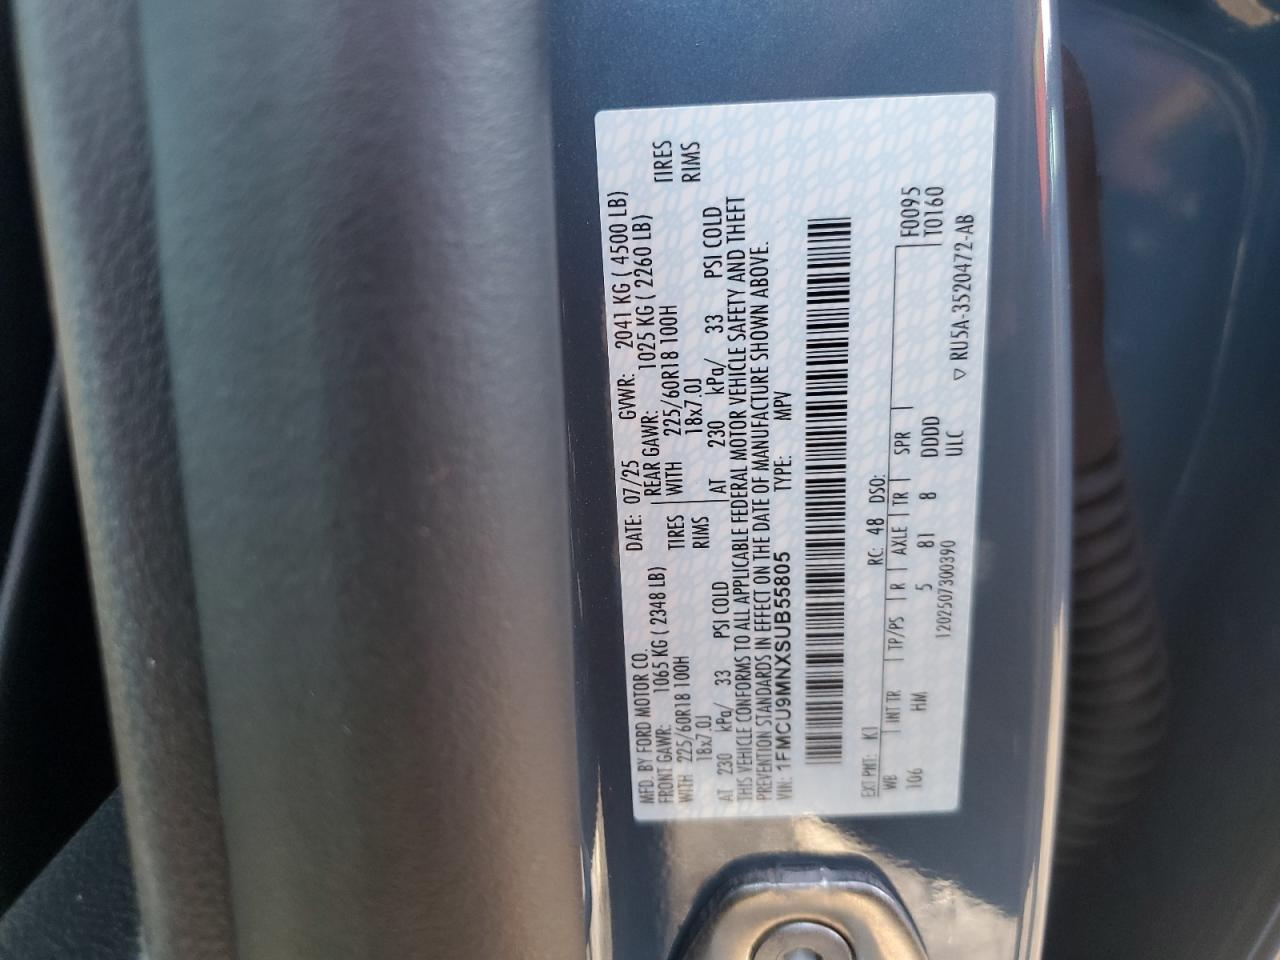 MFD. BY FORD MOTOR CO. DATE: 07/25 GVWR: 2041 KG ( 4500 LB)
FRONT GAWR: 1065 KG ( 2348 LB) REAR GAWR: 1025 KG ( 2260 LB)
WITH 225/60R18 100H TIRES WITH 225/60R18 100H TIRES
18x7.0J RIMS 18x7.0J RIMS
AT 230 kPa/ 33 PSI COLD AT 230 kPa/ 33 PSI COLD
THIS VEHICLE CONFORMS TO ALL APPLICABLE FEDERAL MOTOR VEHICLE SAFETY AND THEFT
PREVENTION STANDARDS IN EFFECT ON THE DATE OF MANUFACTURE SHOWN ABOVE.
VIN: 1FMCU9MNXSUB55805 TYPE: MPV
EXT PNT: K1 RC: 48 DSO:
WB INT TR TP/PS R AXLE TR SPR F0095
106 HM 5 81 8 DDDD T0160
1202507300390 ULC
▽ RU5A-3520472-AB